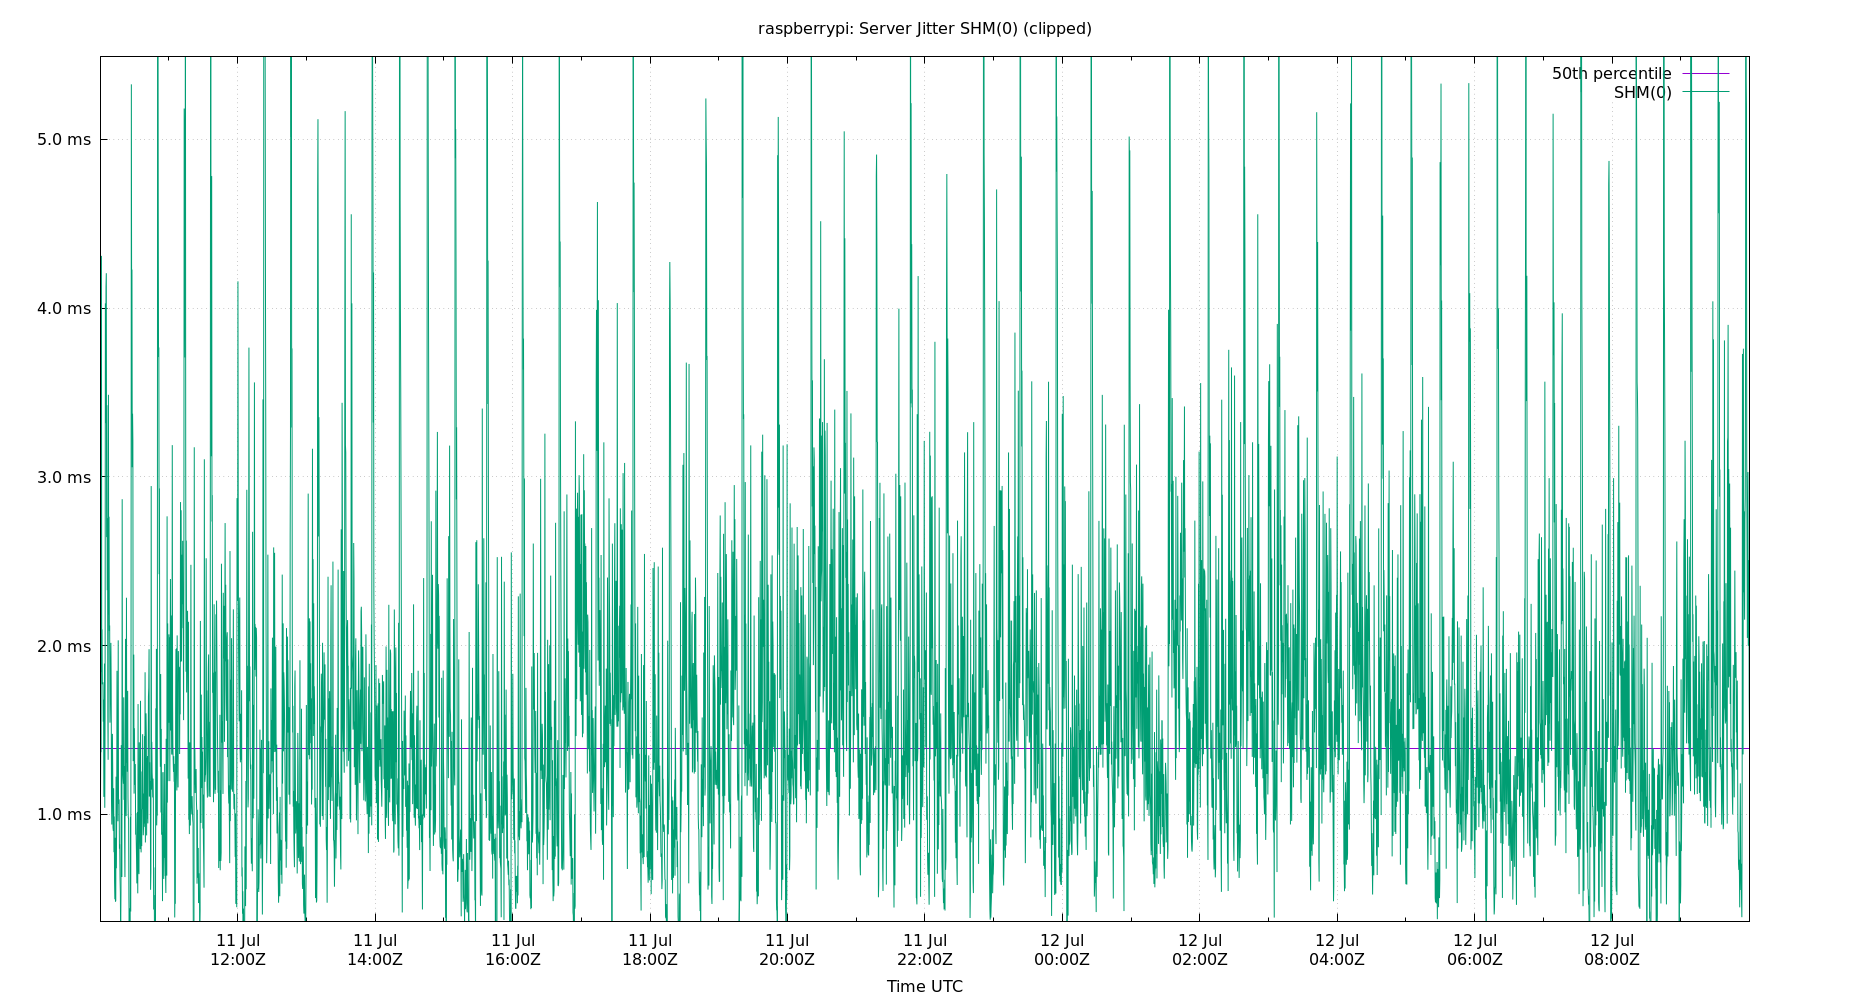 raspberrypi: Server Jitter SHM(0) (clipped)
50th percentile
SHM(0)
5.0 ms
4.0 ms
3.0 ms
2.0 ms
1.0 ms
11 Jul 11 Jul 11 Jul 11 Jul 11 Jul 11 Jul 12 Jul 12 Jul 12 Jul 12 Jul 12 Jul
12:00Z 14:00Z 16:00Z 18:00Z 20:00Z 22:00Z 00:00Z 02:00Z 04:00Z 06:00Z 08:00Z
Time UTC